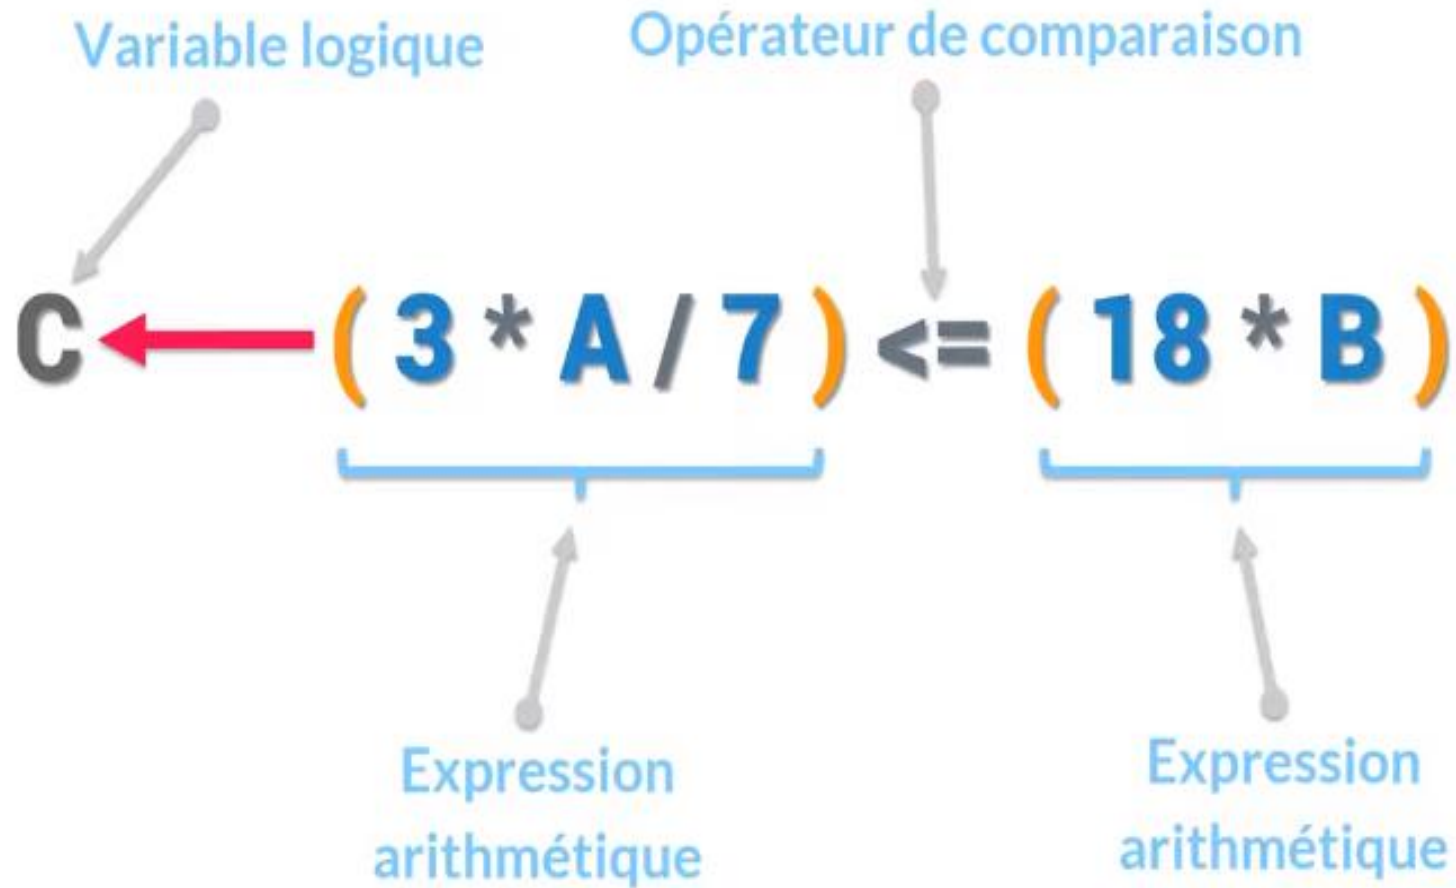 Variable logique
Opérateur de comparaison
C ← ( 3 * A / 7 ) <= ( 18 * B )
Expression
arithmétique
Expression
arithmétique